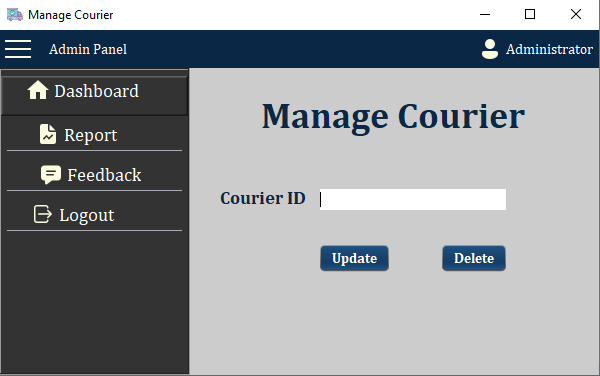 Manage Courier
Admin Panel
Administrator
Dashboard
Report
Feedback
Logout
Manage Courier
Courier ID
Update
Delete